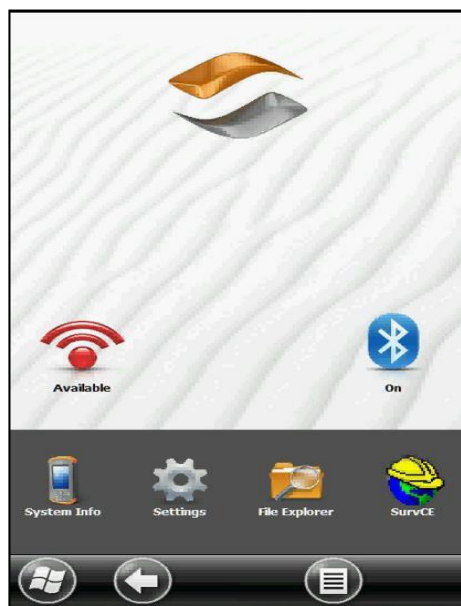 Available
On
System Info
Settings
File Explorer
SurvCE